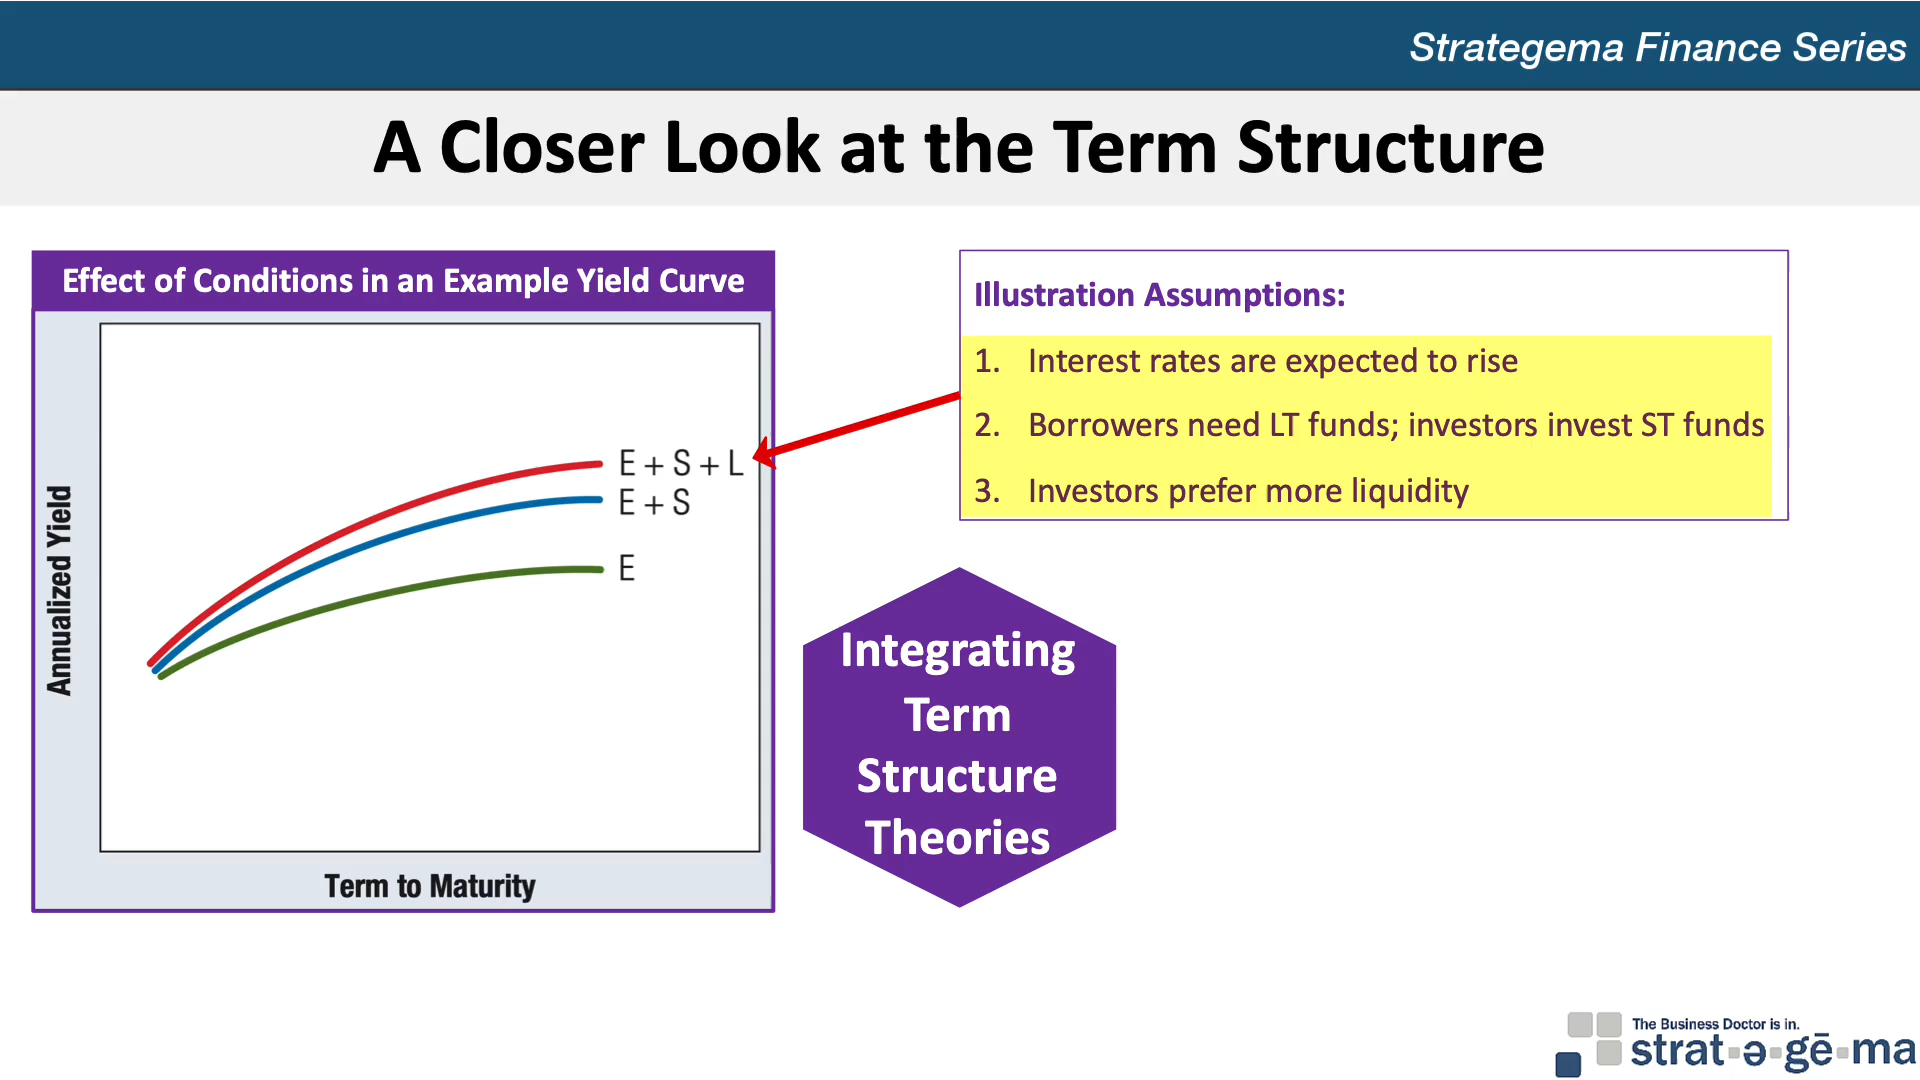 Strategema Finance Series
A Closer Look at the Term Structure
Effect of Conditions in an Example Yield Curve
Annualized Yield
E + S + L
E + S
E
Term to Maturity
Illustration Assumptions:
1. Interest rates are expected to rise
2. Borrowers need LT funds; investors invest ST funds
3. Investors prefer more liquidity
Integrating
Term
Structure
Theories
The Business Doctor is in.
strat▪ə▪gē▪ma